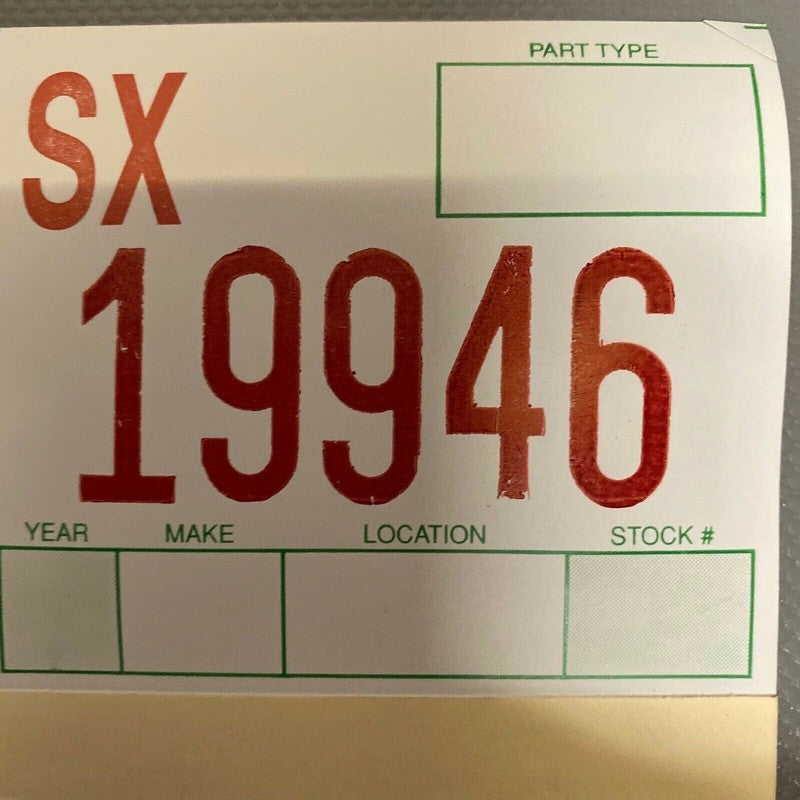 PART TYPE
SX
19946
YEAR MAKE LOCATION STOCK #